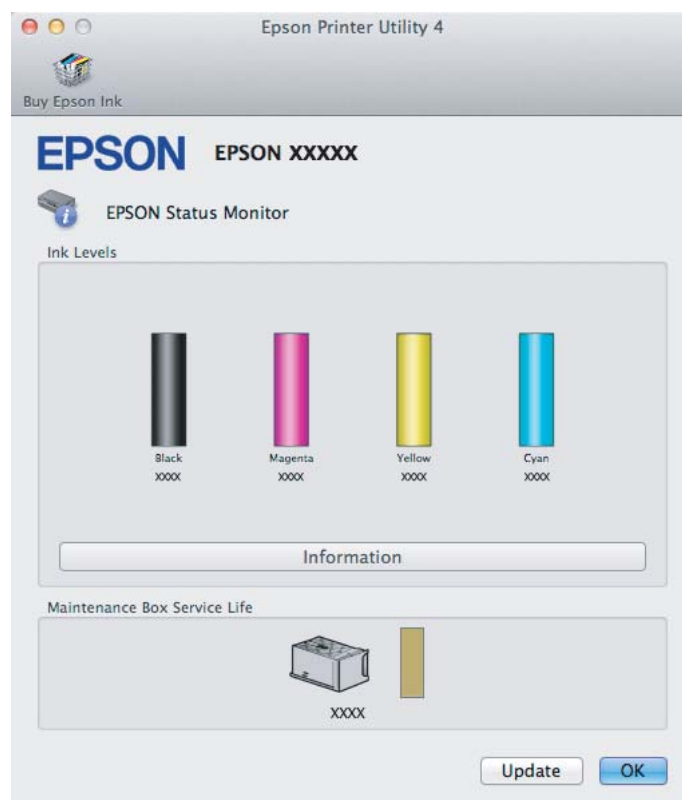 Epson Printer Utility 4
Buy Epson Ink
EPSON EPSON XXXXX
EPSON Status Monitor
Ink Levels
Black Magenta Yellow Cyan
XXXX XXXX XXXX XXXX
Information
Maintenance Box Service Life
XXXX
Update OK